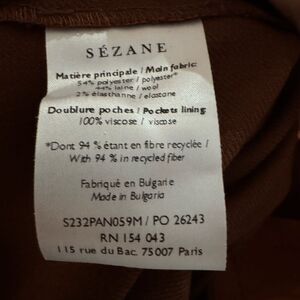 SÉZANE
Matière principale / Main fabric:
54% polyester / polyester*
44% laine / wool
2% élasthanne / elastane
Doublure poches / Pockets lining:
100% viscose / viscose
*Dont 94 % étant en fibre recyclée /
With 94 % in recycled fiber
Fabriqué en Bulgarie
Made in Bulgaria
S232PAN059M / PO 26243
RN 154 043
115 rue du Bac. 75007 Paris